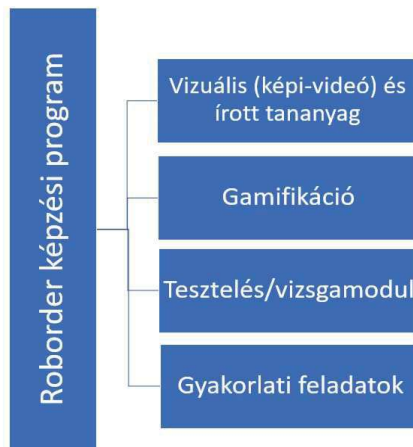 Roborder képzési program
Vizuális (képi-videó) és
írott tananyag
Gamifikáció
Tesztelés/vizsgamodul
Gyakorlati feladatok